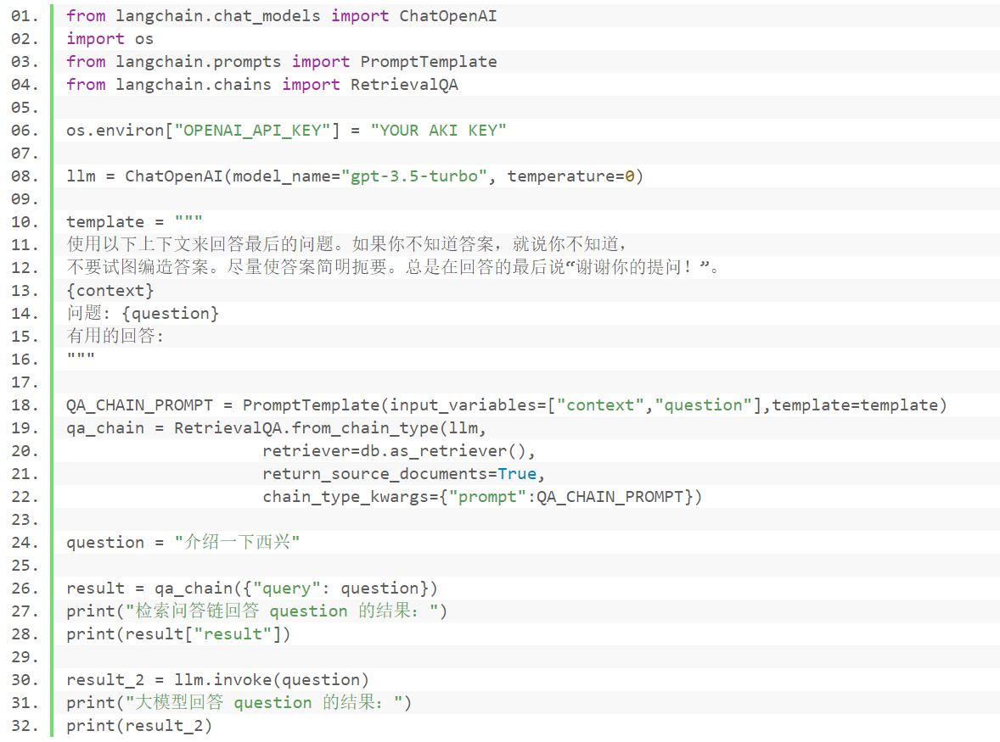 01. from langchain.chat_models import ChatOpenAI
02. import os
03. from langchain.prompts import PromptTemplate
04. from langchain.chains import RetrievalQA
05.
06. os.environ["OPENAI_API_KEY"] = "YOUR AKI KEY"
07.
08. llm = ChatOpenAI(model_name="gpt-3.5-turbo", temperature=0)
09.
10. template = """
11. 使用以下上下文来回答最后的问题。如果你不知道答案，就说你不知道，
12. 不要试图编造答案。尽量使答案简明扼要。总是在回答的最后说“谢谢你的提问！”。
13. {context}
14. 问题: {question}
15. 有用的回答:
16. """
17.
18. QA_CHAIN_PROMPT = PromptTemplate(input_variables=["context","question"],template=template)
19. qa_chain = RetrievalQA.from_chain_type(llm,
20.                     retriever=db.as_retriever(),
21.                     return_source_documents=True,
22.                     chain_type_kwargs={"prompt":QA_CHAIN_PROMPT})
23.
24. question = "介绍一下西兴"
25.
26. result = qa_chain({"query": question})
27. print("检索问答链回答 question 的结果：")
28. print(result["result"])
29.
30. result_2 = llm.invoke(question)
31. print("大模型回答 question 的结果：")
32. print(result_2)